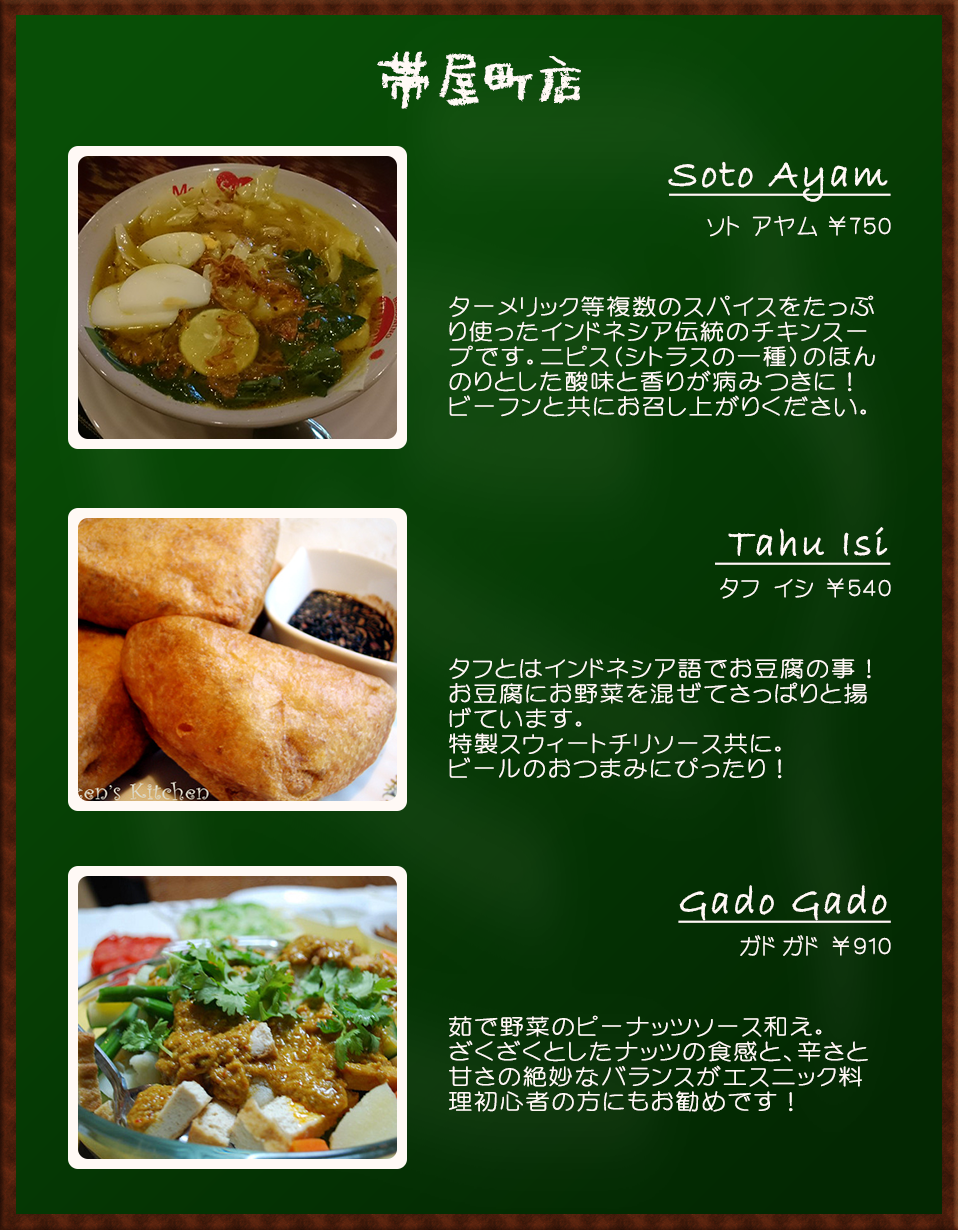 帯屋町店
Soto Ayam
ソト アヤム ￥750
ターメリック等複数のスパイスをたっぷ
り使ったインドネシア伝統のチキンスー
プです。ニピス（シトラスの一種）のほん
のりとした酸味と香りが病みつきに！
ビーフンと共にお召し上がりください。
Tahu Isi
タフ イシ ￥540
タフとはインドネシア語でお豆腐の事！
お豆腐にお野菜を混ぜてさっぱりと揚
げています。
特製スウィートチリソース共に。
ビールのおつまみにぴったり！
en's Kitchen
Gado Gado
ガド ガド ￥910
茹で野菜のピーナッツソース和え。
ざくざくとしたナッツの食感と、辛さと
甘さの絶妙なバランスがエスニック料
理初心者の方にもお勧めです！